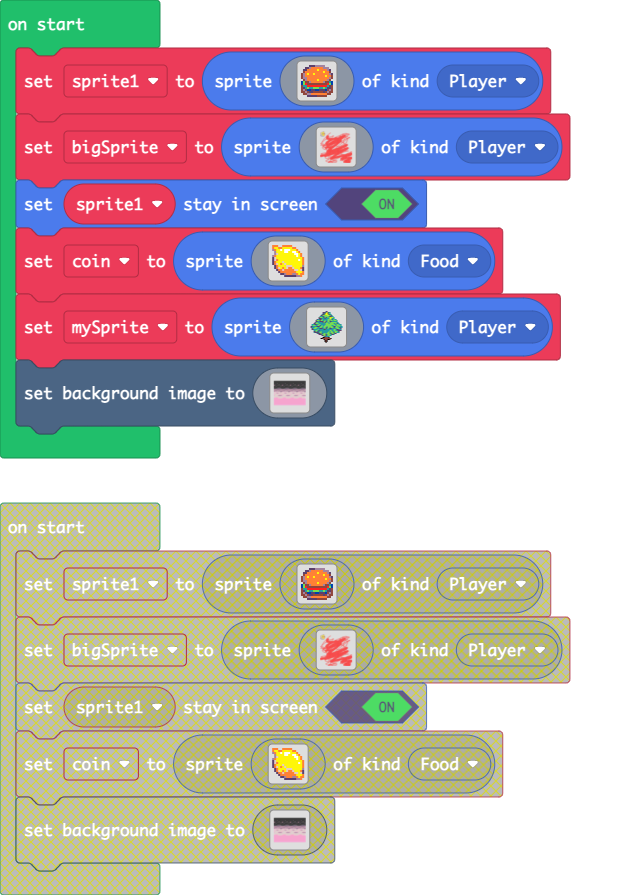 on start
set sprite1 to sprite of kind Player
set bigSprite to sprite of kind Player
set sprite1 stay in screen ON
set coin to sprite of kind Food
set mySprite to sprite of kind Player
set background image to
on start
set sprite1 to sprite of kind Player
set bigSprite to sprite of kind Player
set sprite1 stay in screen ON
set coin to sprite of kind Food
set background image to